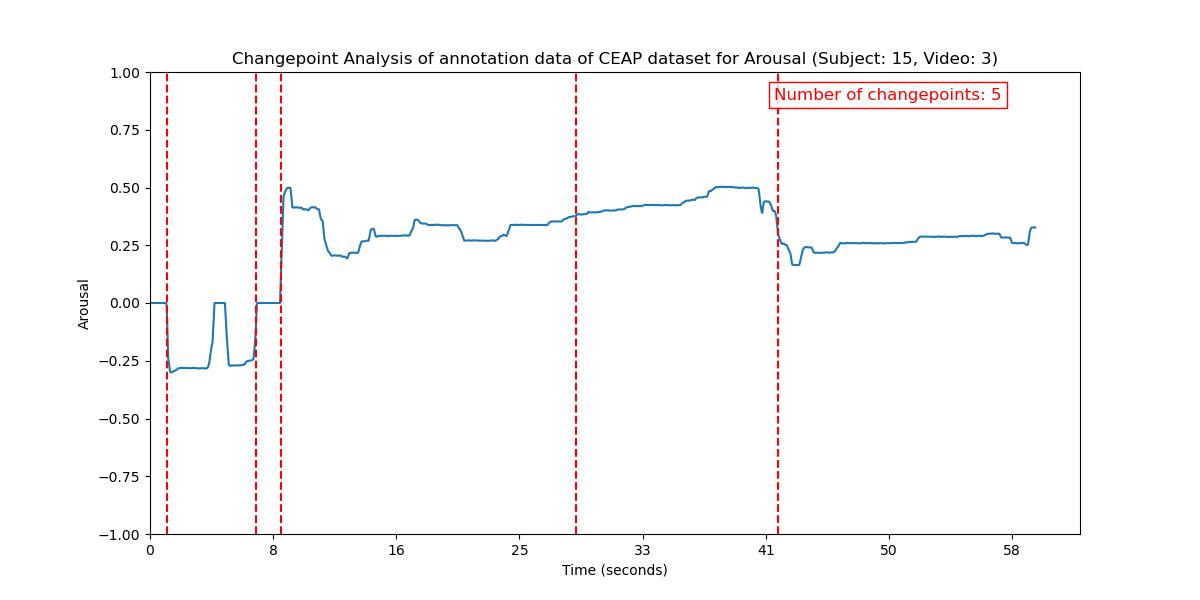 Changepoint Analysis of annotation data of CEAP dataset for Arousal (Subject: 15, Video: 3)
Number of changepoints: 5
1.00
0.75
0.50
0.25
0.00
−0.25
−0.50
−0.75
−1.00
Arousal
0 8 16 25 33 41 50 58
Time (seconds)